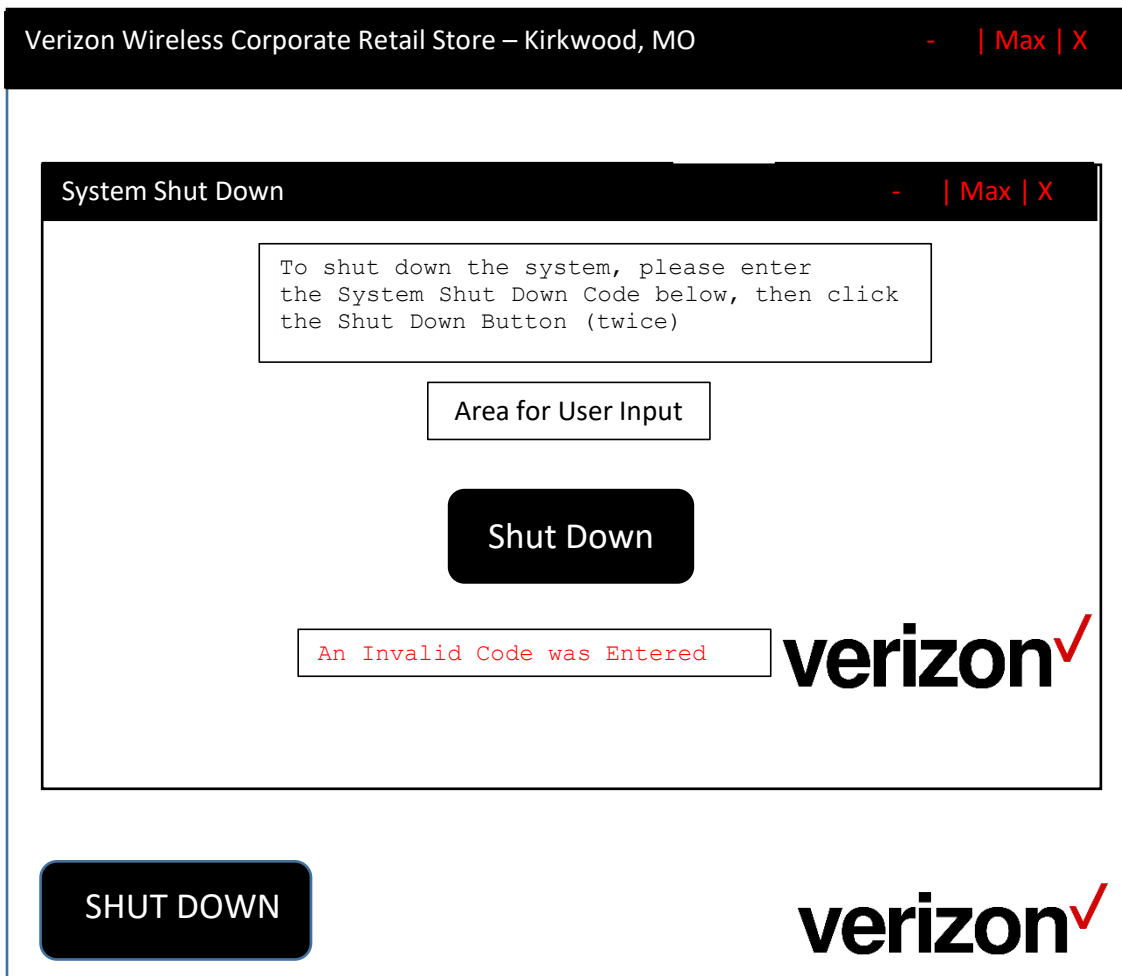 Verizon Wireless Corporate Retail Store – Kirkwood, MO - | Max | X
System Shut Down - | Max | X
To shut down the system, please enter
the System Shut Down Code below, then click
the Shut Down Button (twice)
Area for User Input
Shut Down
An Invalid Code was Entered
verizon
SHUT DOWN
verizon